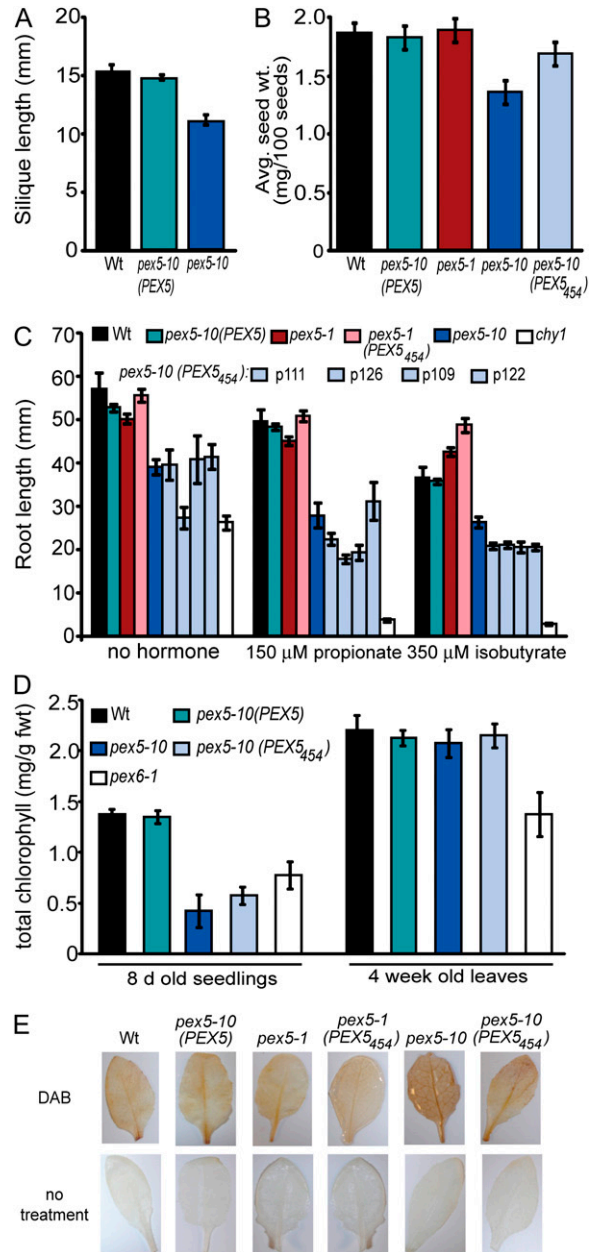 A
B
Silique length (mm)
20
15
10
5
0
Wt
pex5-10
(PEX5)
pex5-10
Avg. seed wt.
(mg/100 seeds)
2.0
1.5
1.0
0.5
0
Wt
pex5-10
(PEX5)
pex5-1
pex5-10
pex5-10
(PEX5454)
C
Wt pex5-10(PEX5) pex5-1 pex5-1 pex5-10 chy1
(PEX5454)
pex5-10 (PEX5454): p111 p126 p109 p122
Root length (mm)
70
60
50
40
30
20
10
0
no hormone 150 μM propionate 350 μM isobutyrate
D
total chlorophyll (mg/g fwt)
2.5
2.2
1.5
1.0
0.5
0
Wt pex5-10(PEX5)
pex5-10 pex5-10 (PEX5454)
pex6-1
8 d old seedlings 4 week old leaves
E
Wt
pex5-10
(PEX5)
pex5-1
pex5-1
(PEX5454)
pex5-10
pex5-10
(PEX5454)
DAB
no
treatment